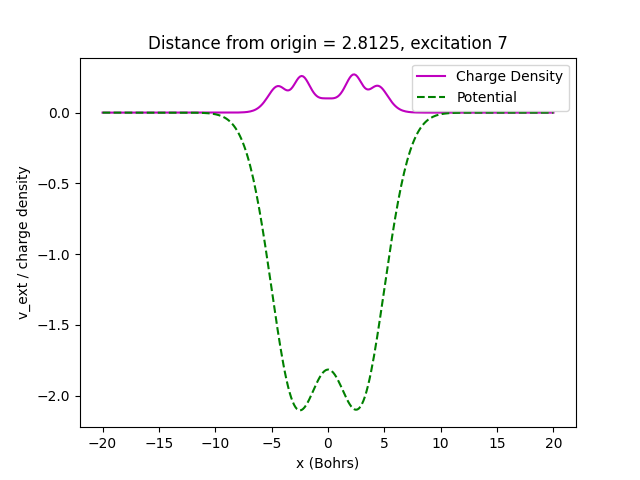 Distance from origin = 2.8125, excitation 7
Charge Density
Potential
v_ext / charge density
0.0
−0.5
−1.0
−1.5
−2.0
−20
−15
−10
−5
0
5
10
15
20
x (Bohrs)